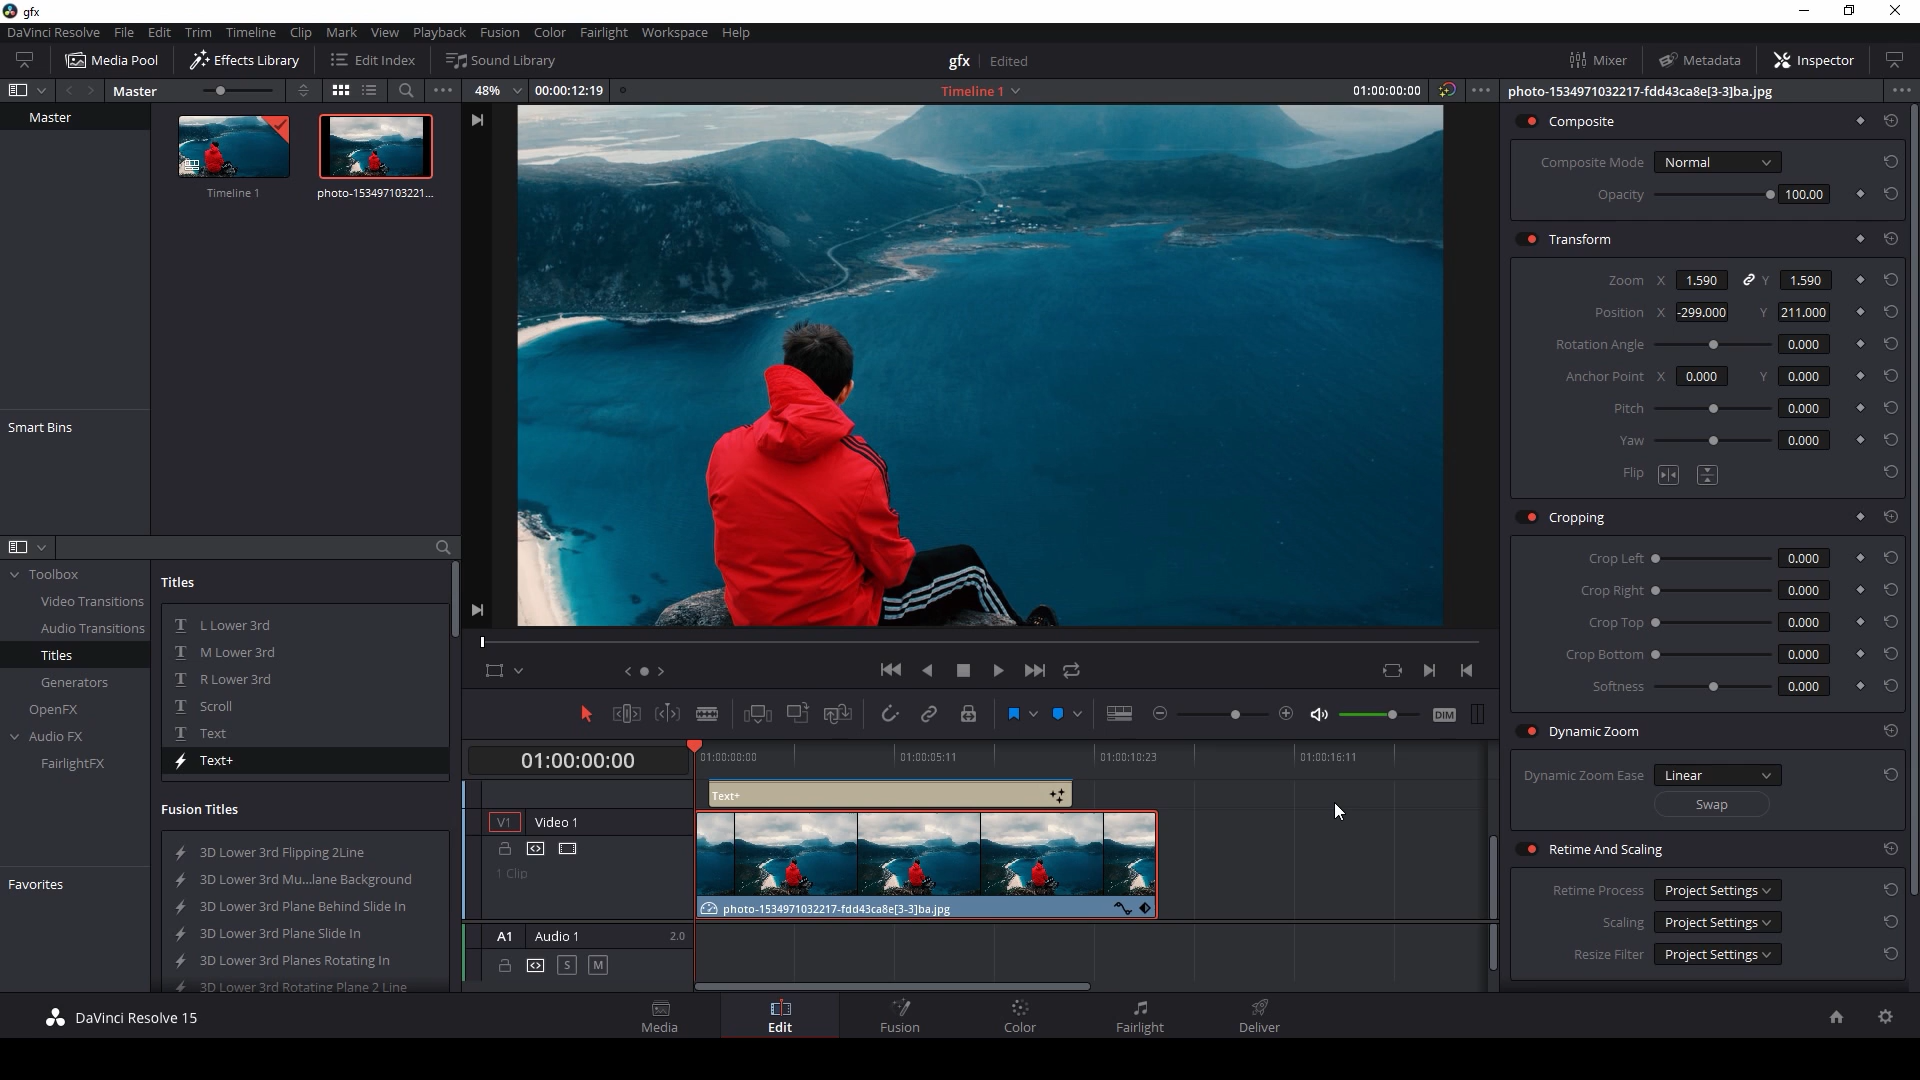 gfx
DaVinci Resolve File Edit Trim Timeline Clip Mark View Playback Fusion Color Fairlight Workspace Help
Media Pool Effects Library Edit Index Sound Library gfx Edited Mixer Metadata Inspector
Master 48% 00:00:12:19 Timeline 1 01:00:00:00 photo-1534971032217-fdd43ca8e[3-3]ba.jpg
Master
Timeline 1 photo-153497103221...
Smart Bins
Composite
Composite Mode Normal
Opacity 100.00
Transform
Zoom X 1.590 Y 1.590
Position X -299.000 Y 211.000
Rotation Angle 0.000
Anchor Point X 0.000 Y 0.000
Pitch 0.000
Yaw 0.000
Flip
Cropping
Crop Left 0.000
Crop Right 0.000
Crop Top 0.000
Crop Bottom 0.000
Softness 0.000
Dynamic Zoom
Dynamic Zoom Ease Linear
Swap
Retime And Scaling
Retime Process Project Settings
Scaling Project Settings
Resize Filter Project Settings
Toolbox
Video Transitions
Audio Transitions
Titles
Generators
OpenFX
Audio FX
FairlightFX
Favorites
Titles
L Lower 3rd
M Lower 3rd
R Lower 3rd
Scroll
Text
Text+
Fusion Titles
3D Lower 3rd Flipping 2Line
3D Lower 3rd Mu...lane Background
3D Lower 3rd Plane Behind Slide In
3D Lower 3rd Plane Slide In
3D Lower 3rd Planes Rotating In
3D Lower 3rd Rotating Plane 2 Line
DIM
01:00:00:00 01:00:00:00 01:00:05:11 01:00:10:23 01:00:16:11
Text+
V1 Video 1
1 Clip
photo-1534971032217-fdd43ca8e[3-3]ba.jpg
A1 Audio 1 2.0
S M
DaVinci Resolve 15 Media Edit Fusion Color Fairlight Deliver